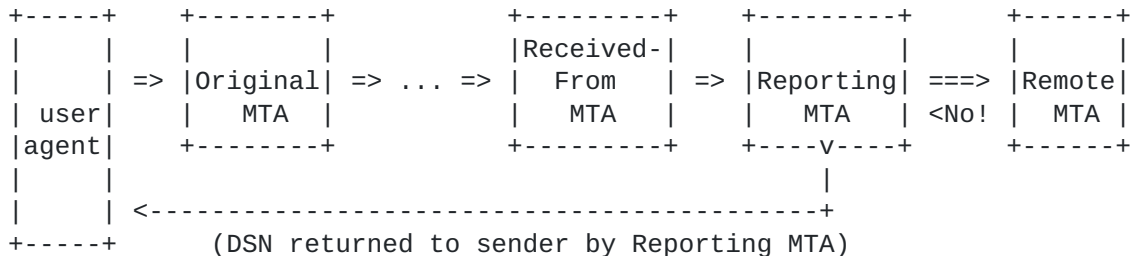 +-----+    +--------+           +---------+    +---------+      +------+
|     |    |        |           |Received-|    |         |      |      |
|     | => |Original| => ... => |  From   | => |Reporting| ===> |Remote|
| user|    |   MTA  |           |   MTA   |    |   MTA   | <No! |  MTA |
|agent|    +--------+           +---------+    +----v----+      +------+
|     |                                             |
|     | <-------------------------------------------+
+-----+      (DSN returned to sender by Reporting MTA)